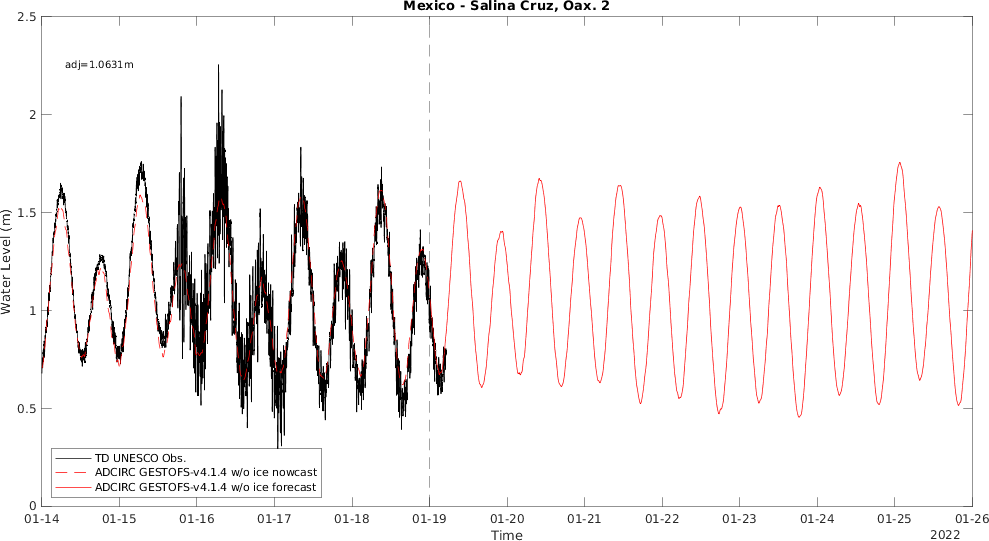 Mexico - Salina Cruz, Oax. 2
2.5
adj=1.0631m
2
1.5
Water Level (m)
1
0.5
TD UNESCO Obs.
ADCIRC GESTOFS-v4.1.4 w/o ice nowcast
ADCIRC GESTOFS-v4.1.4 w/o ice forecast
0
01-14 01-15 01-16 01-17 01-18 01-19 01-20 01-21 01-22 01-23 01-24 01-25 01-26
Time
2022